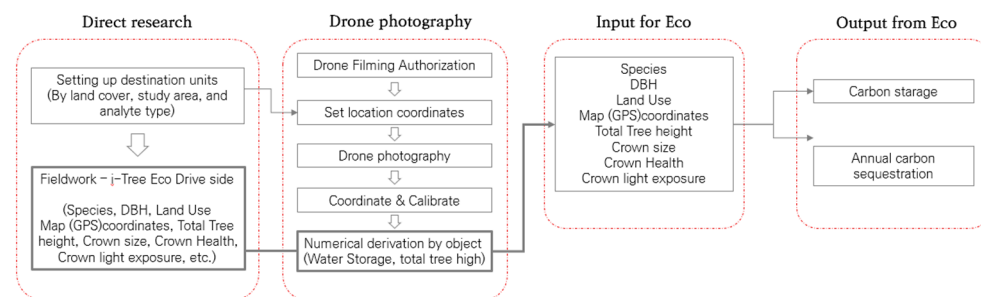 Direct research
Setting up destination units
(By land cover, study area, and
analyte type)
Fieldwork – i-Tree Eco Drive side
(Species, DBH, Land Use
Map (GPS)coordinates, Total Tree
height, Crown size, Crown Health,
Crown light exposure, etc.)
Drone photography
Drone Filming Authorization
Set location coordinates
Drone photography
Coordinate & Calibrate
Numerical derivation by object
(Water Storage, total tree high)
Input for Eco
Species
DBH
Land Use
Map (GPS)coordinates
Total Tree height
Crown size
Crown Health
Crown light exposure
Output from Eco
Carbon starage
Annual carbon
sequestration